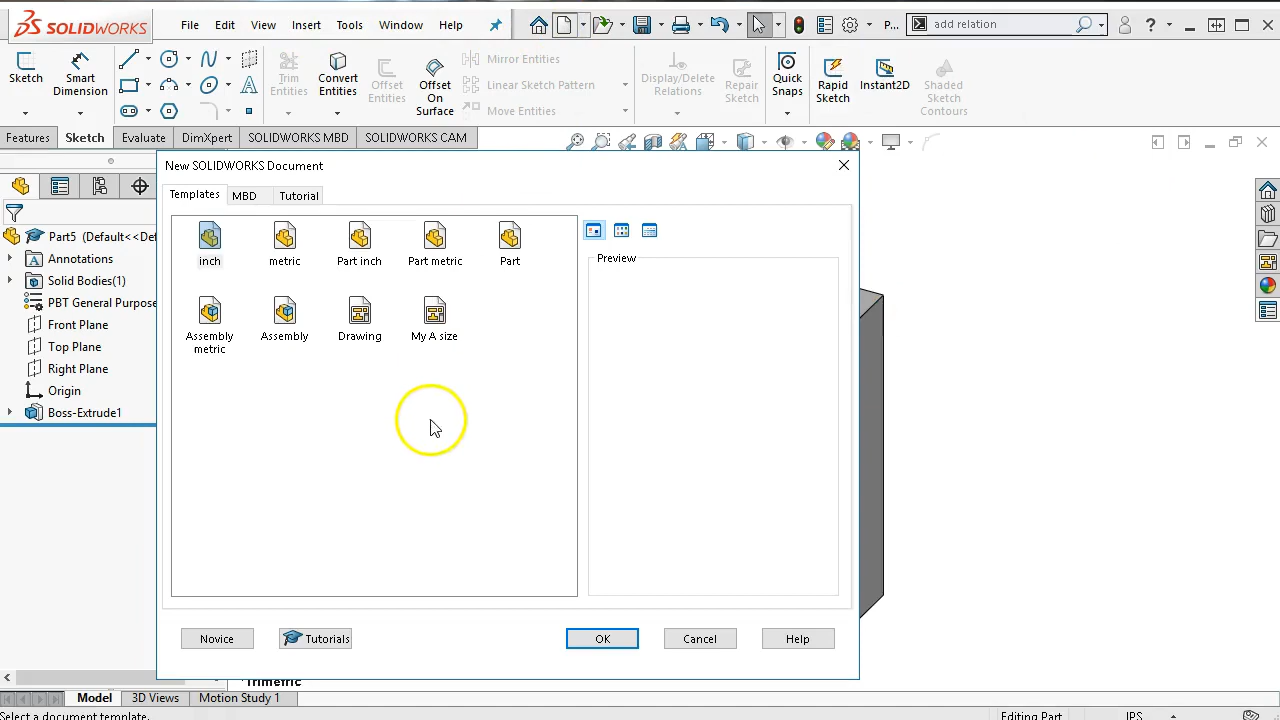 SOLIDWORKS File Edit View Insert Tools Window Help P... add relation ?
Sketch Smart Dimension Trim Entities Convert Entities Offset Entities Offset On Surface Mirror Entities Linear Sketch Pattern Move Entities Display/Delete Relations Repair Sketch Quick Snaps Rapid Sketch Instant2D Shaded Sketch Contours
Features Sketch Evaluate DimXpert SOLIDWORKS MBD SOLIDWORKS CAM
New SOLIDWORKS Document
Templates MBD Tutorial
inch metric Part inch Part metric Part
Assembly metric Assembly Drawing My A size
Preview
Part5 (Default<<Def
Annotations
Solid Bodies(1)
PBT General Purpose
Front Plane
Top Plane
Right Plane
Origin
Boss-Extrude1
Novice Tutorials OK Cancel Help
Trimetric
Model 3D Views Motion Study 1
Select a document template. Editing Part IPS